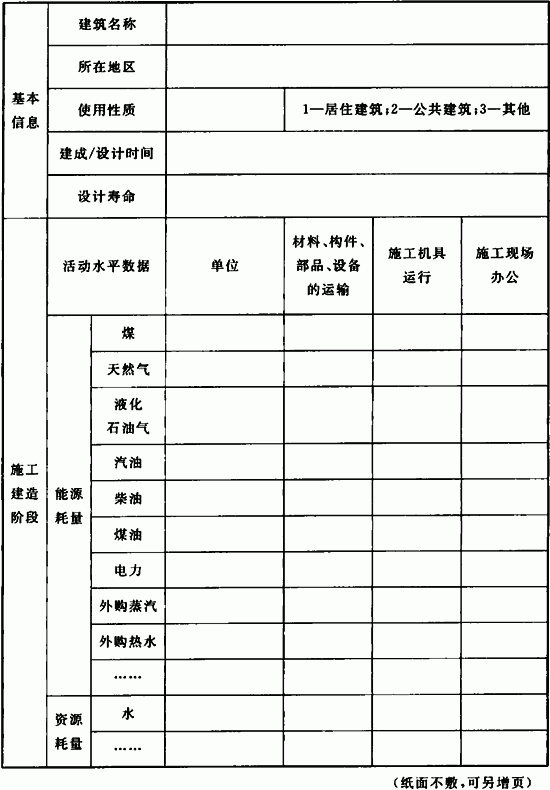 基本
信息
建筑名称
所在地区
使用性质
1—居住建筑;2—公共建筑;3—其他
建成/设计时间
设计寿命
施工
建造
阶段
活动水平数据
单位
材料、构件、
部品、设备
的运输
施工机具
运行
施工现场
办公
能源
耗量
煤
天然气
液化
石油气
汽油
柴油
煤油
电力
外购蒸汽
外购热水
……
资源
耗量
水
……
(纸面不敷,可另增页)